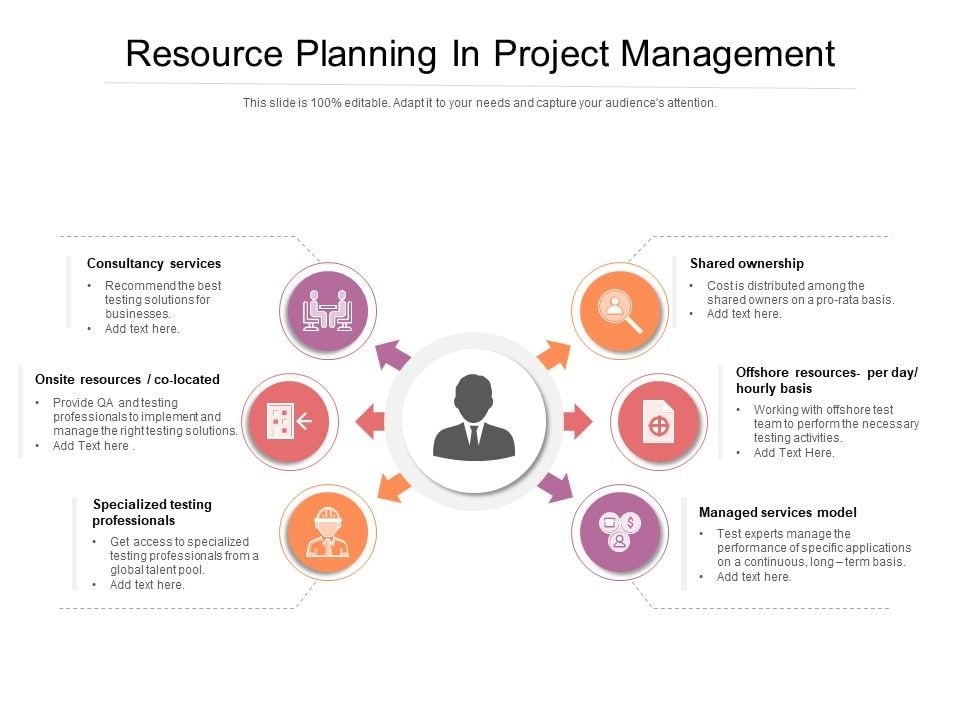 Resource Planning In Project Management
This slide is 100% editable. Adapt it to your needs and capture your audience's attention.
Consultancy services
• Recommend the best
testing solutions for
businesses.
• Add text here.
Onsite resources / co-located
• Provide QA and testing
professionals to implement and
manage the right testing solutions.
• Add Text here .
Specialized testing
professionals
• Get access to specialized
testing professionals from a
global talent pool.
• Add text here.
Shared ownership
• Cost is distributed among the
shared owners on a pro-rata basis.
• Add text here.
Offshore resources- per day/
hourly basis
• Working with offshore test
team to perform the necessary
testing activities.
• Add Text Here.
Managed services model
• Test experts manage the
performance of specific applications
on a continuous, long–term basis.
• Add text here.
$